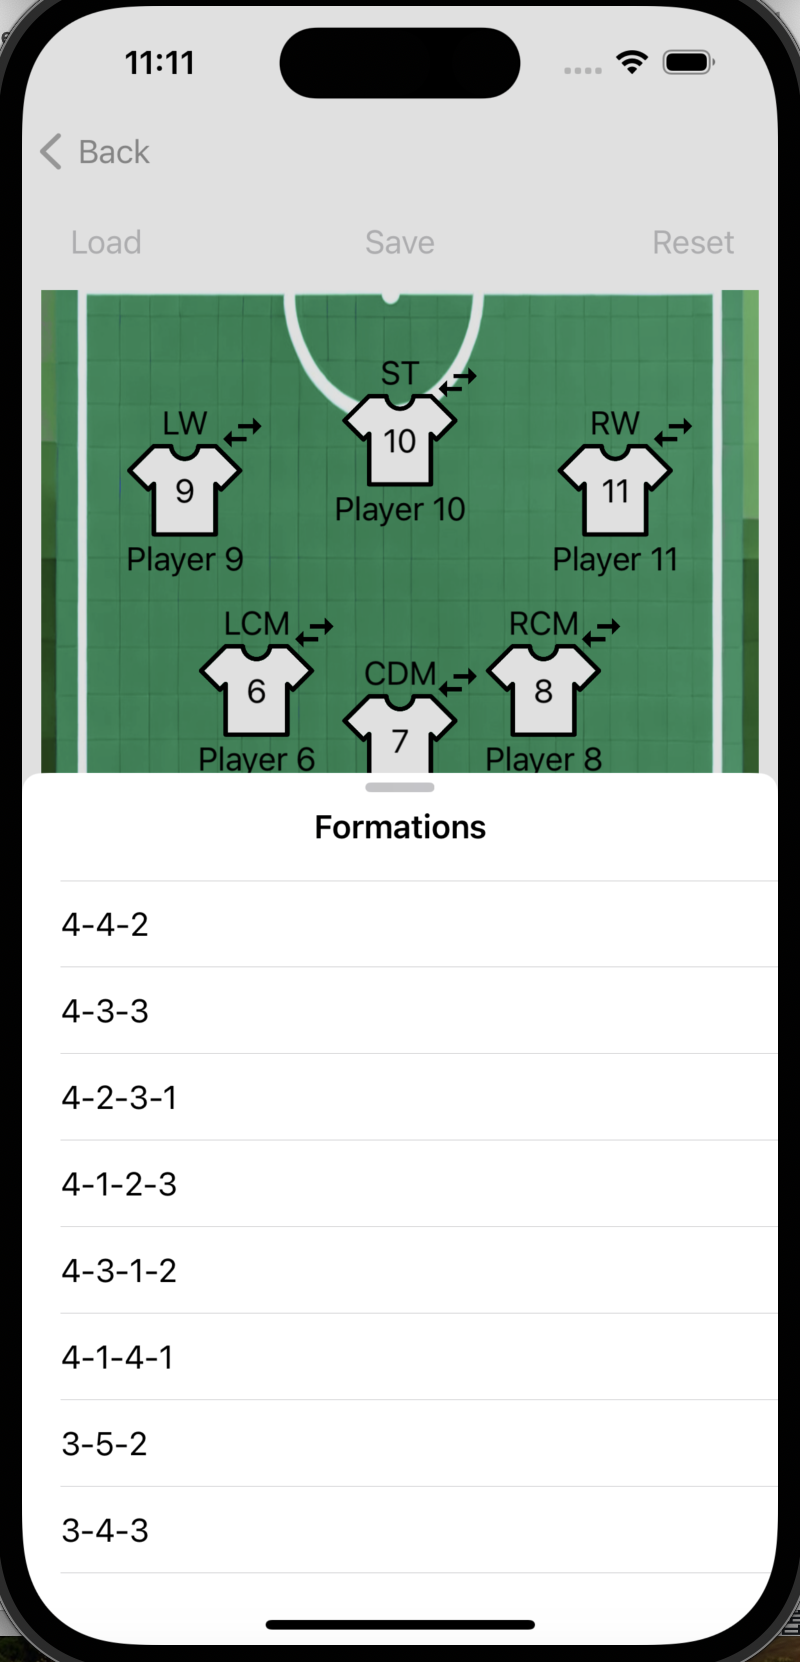 11:11
Back
Load Save Reset
ST
LW
RW
10
9
11
Player 10
Player 9
Player 11
LCM
RCM
CDM
6
8
7
Player 6
Player 8
Formations
4-4-2
4-3-3
4-2-3-1
4-1-2-3
4-3-1-2
4-1-4-1
3-5-2
3-4-3